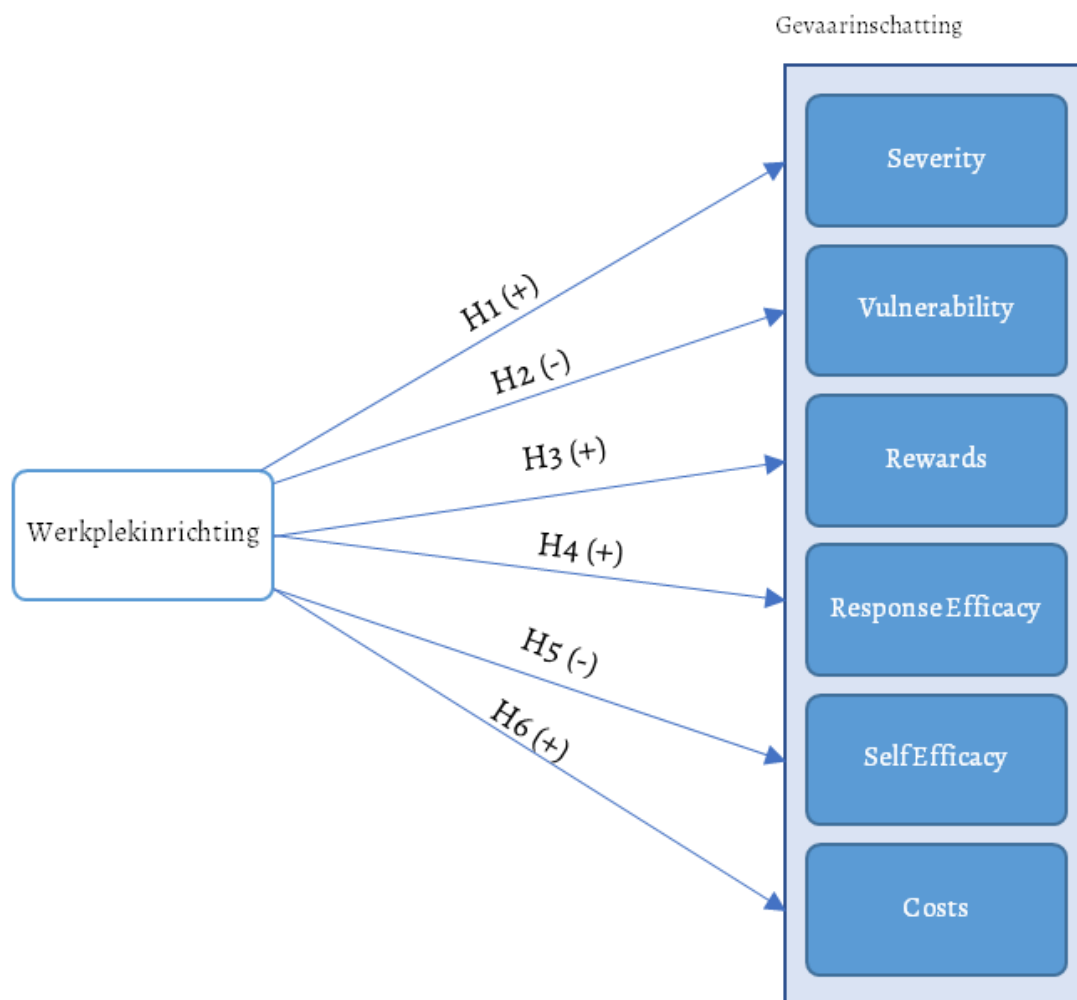 Gevaarinschatting
Severity
H1 (+)
Vulnerability
H2 (-)
Rewards
H3 (+)
Werkplekinrichting
H4 (+)
Response Efficacy
H5 (-)
Self Efficacy
H6 (+)
Costs